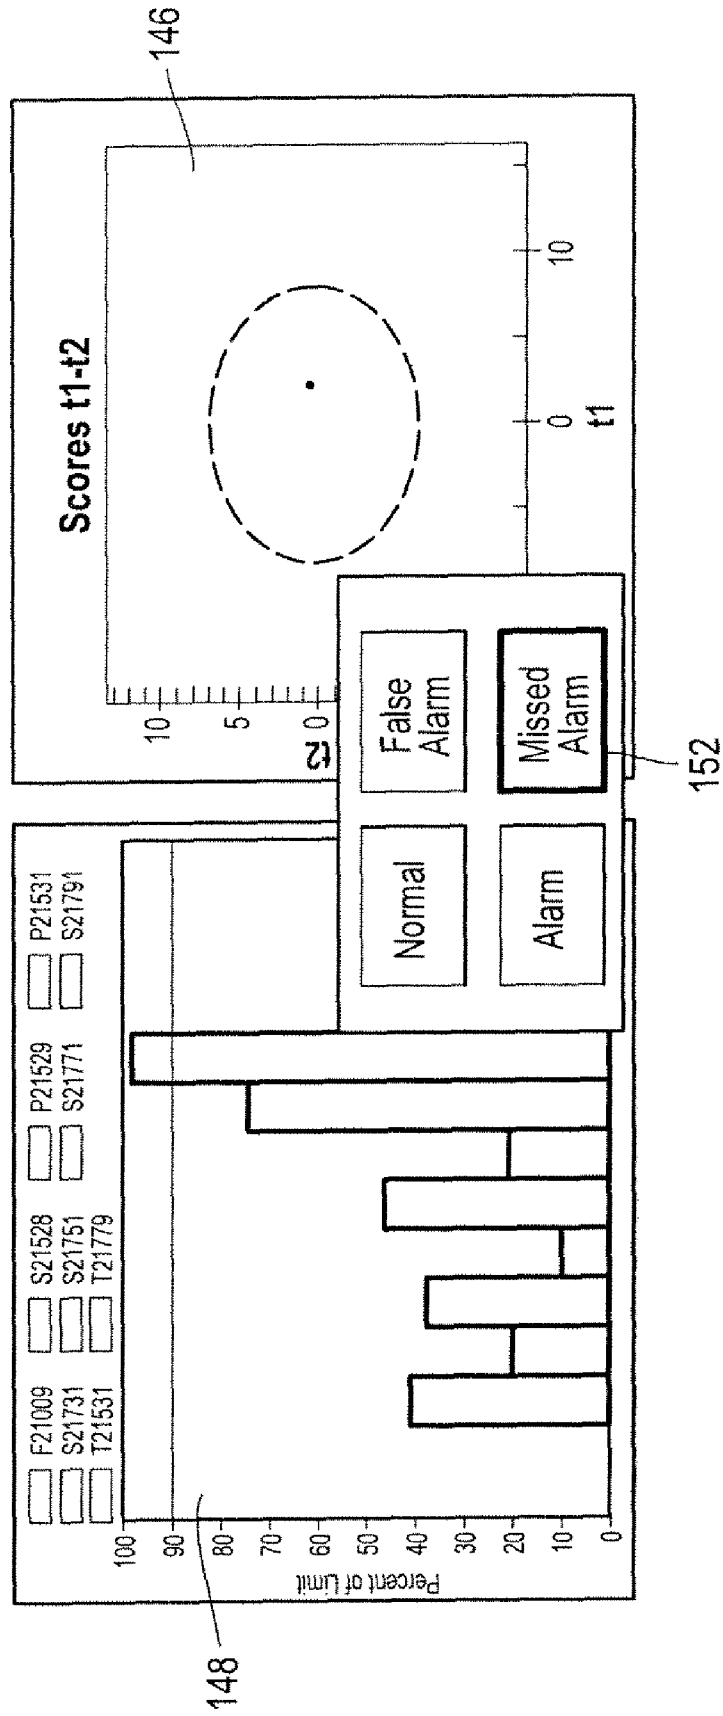 F21009 S21528 P21529 P21531
S21731 S21751 S21771 S21791
T21531 T21779
Percent of Limit
100
90
80
70
60
50
40
30
20
10
0
148
Scores t1-t2
t2
10
5
0
0
10
t1
146
Normal
False
Alarm
Alarm
Missed
Alarm
152